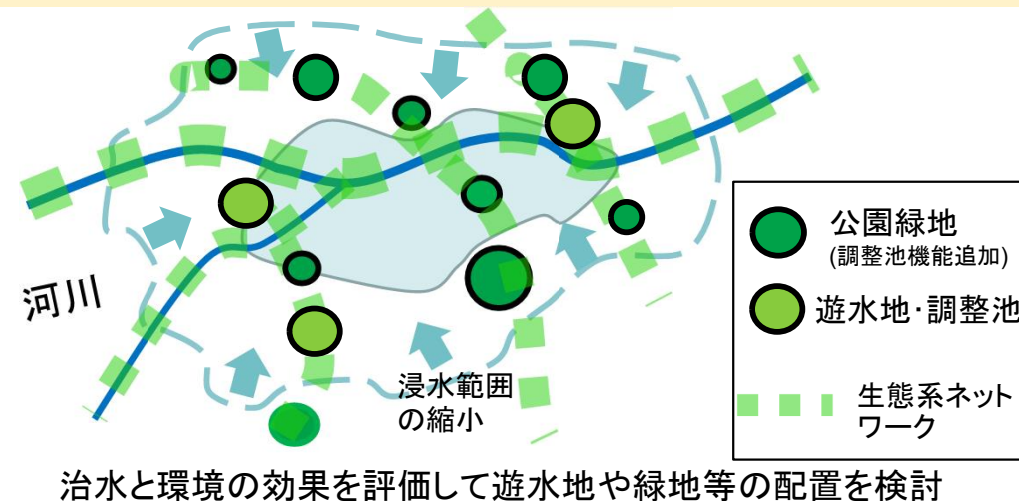 河川
浸水範囲
の縮小
公園緑地
(調整池機能追加)
遊水地・調整池
生態系ネット
ワーク
治水と環境の効果を評価して遊水地や緑地等の配置を検討